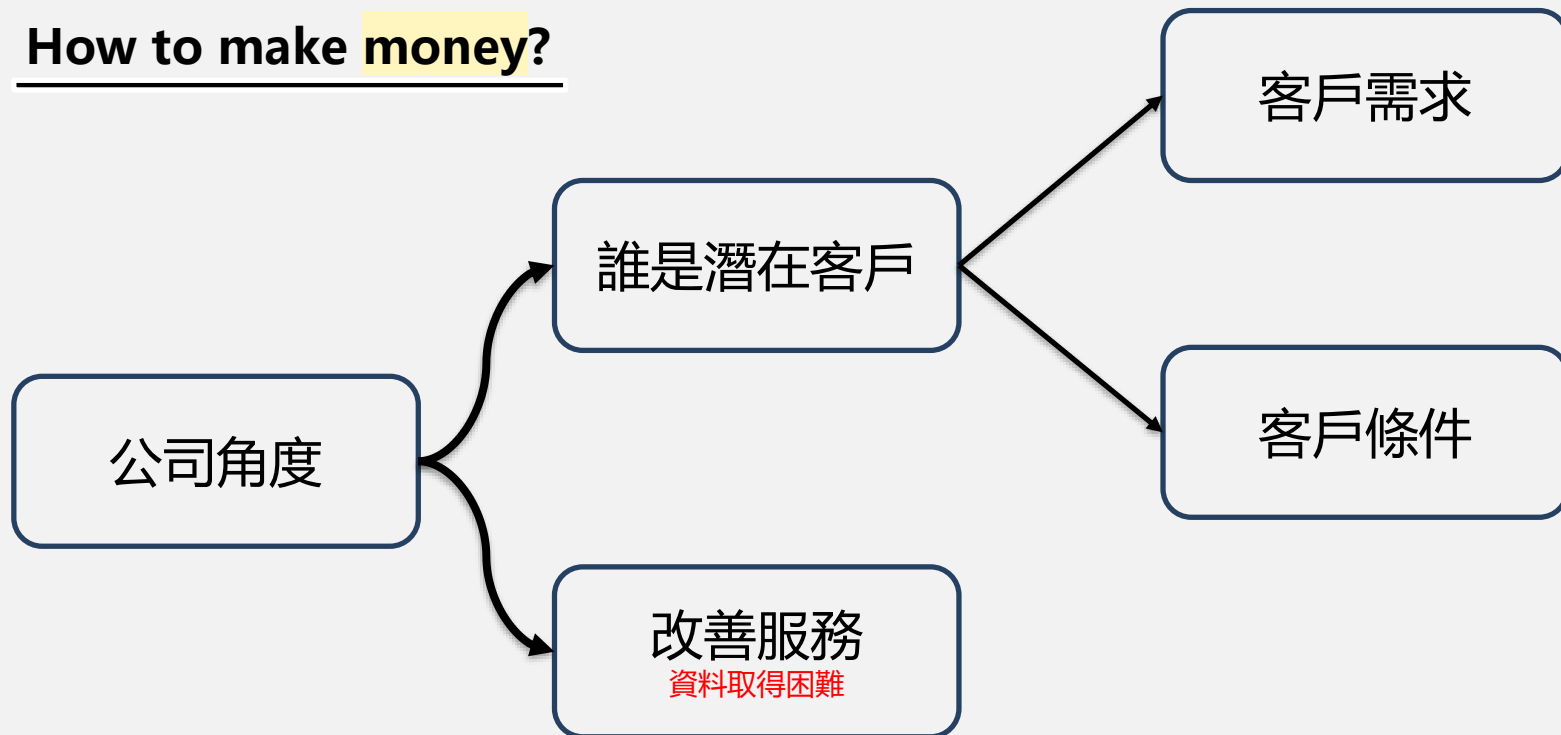 How to make money?
客戶需求
誰是潛在客戶
客戶條件
公司角度
改善服務
資料取得困難